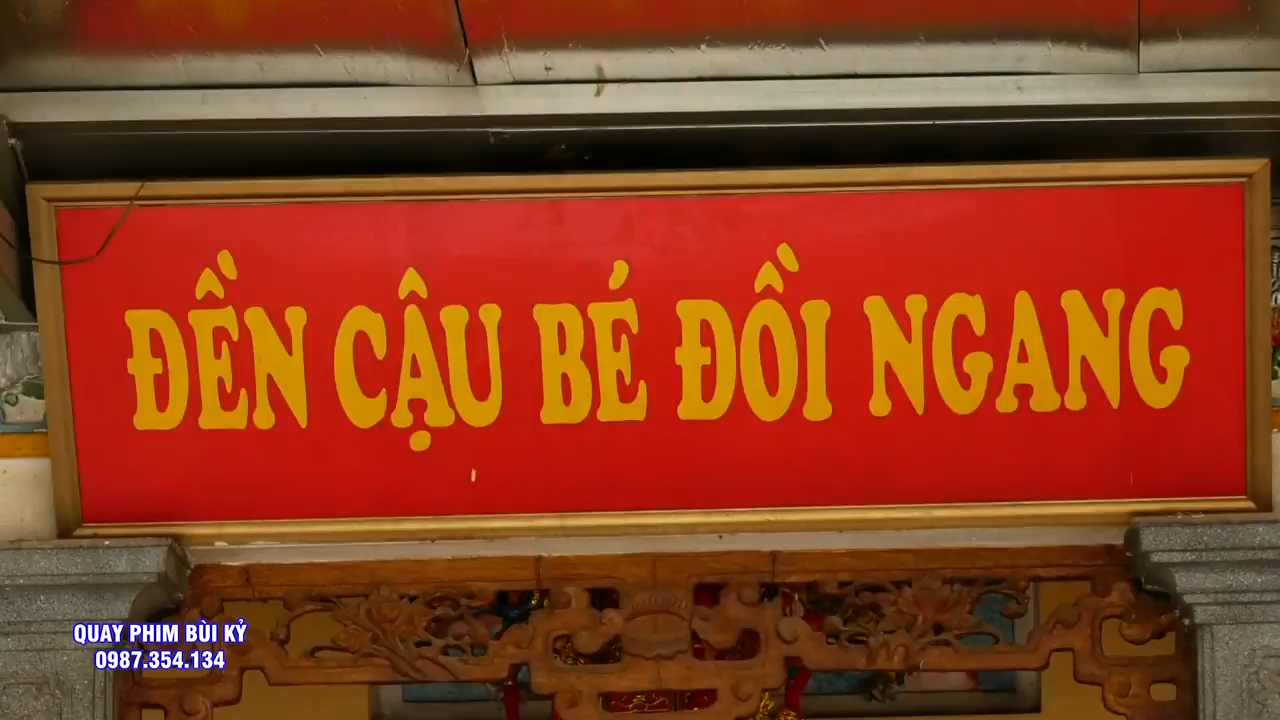 ĐỀN CẬU BÉ ĐỒI NGANG
QUAY PHIM BÙI KỶ
0987.354.134